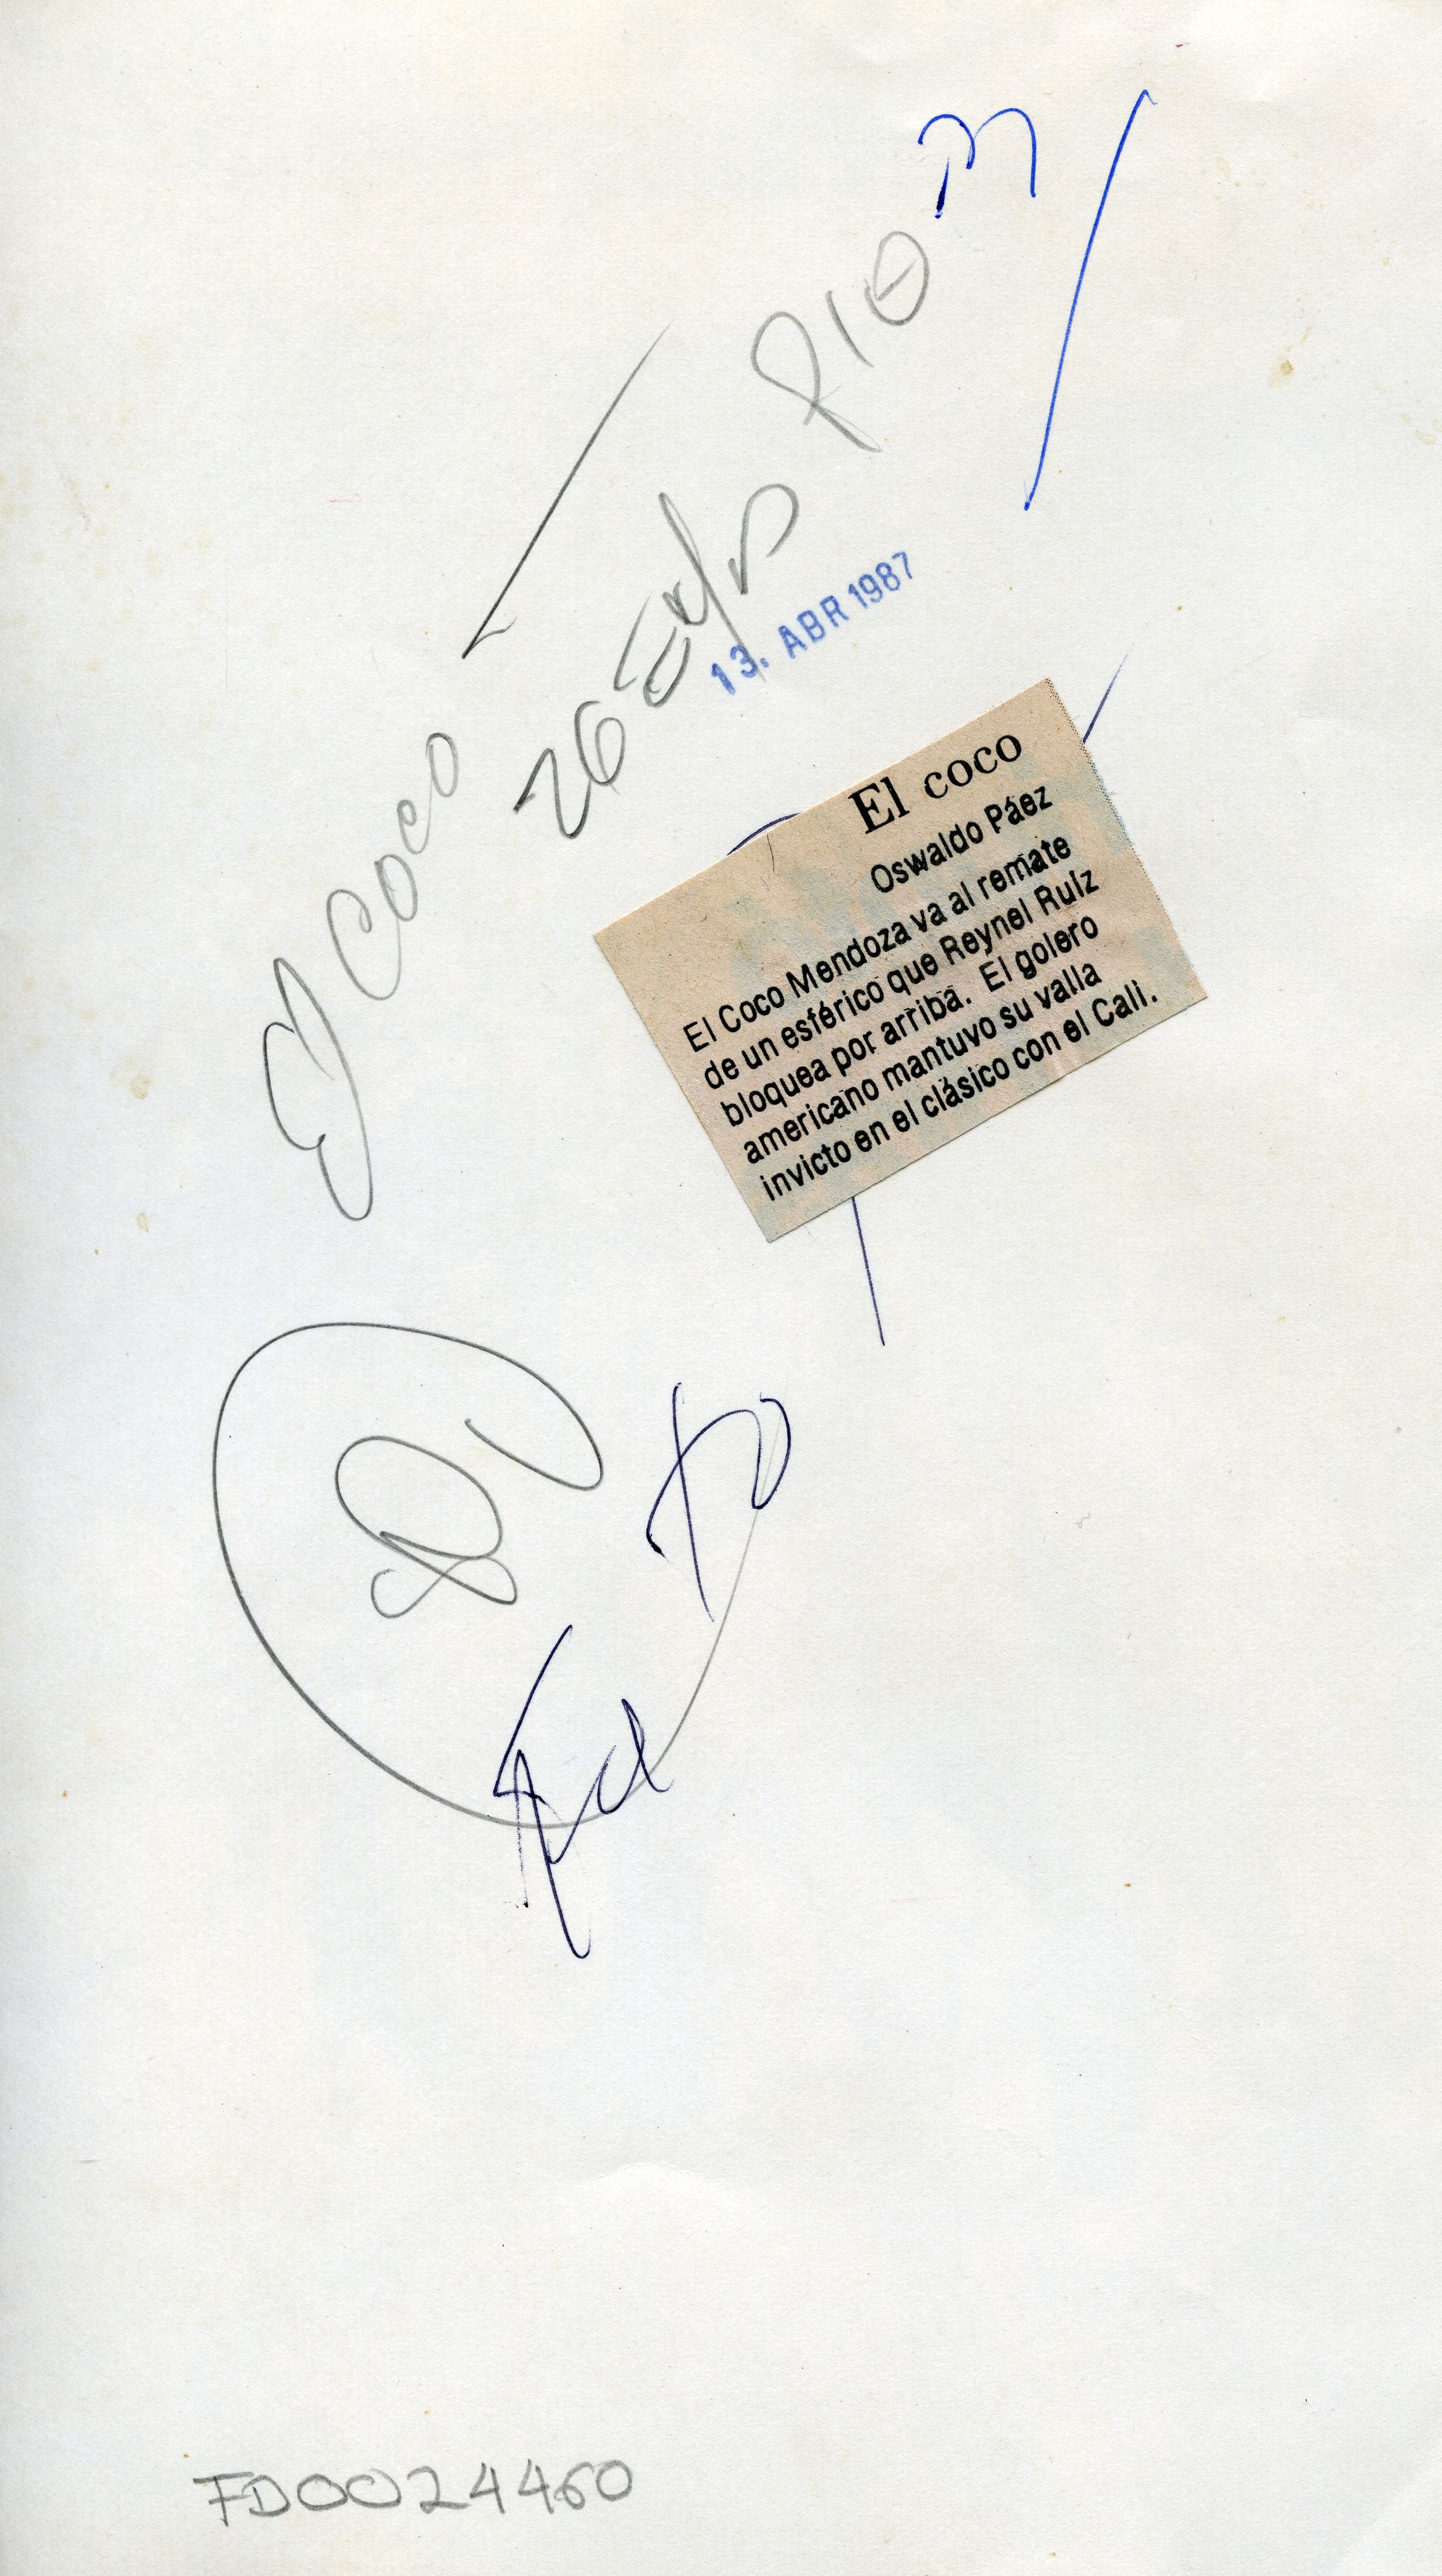 El Coco
13. ABR 1987
El coco
Oswaldo Páez
El Coco Mendoza va al remate
de un esférico que Reynel Ruíz
bloquea por arriba. El golero
americano mantuvo su valla
invicto en el clásico con el Cali.
FD0024460